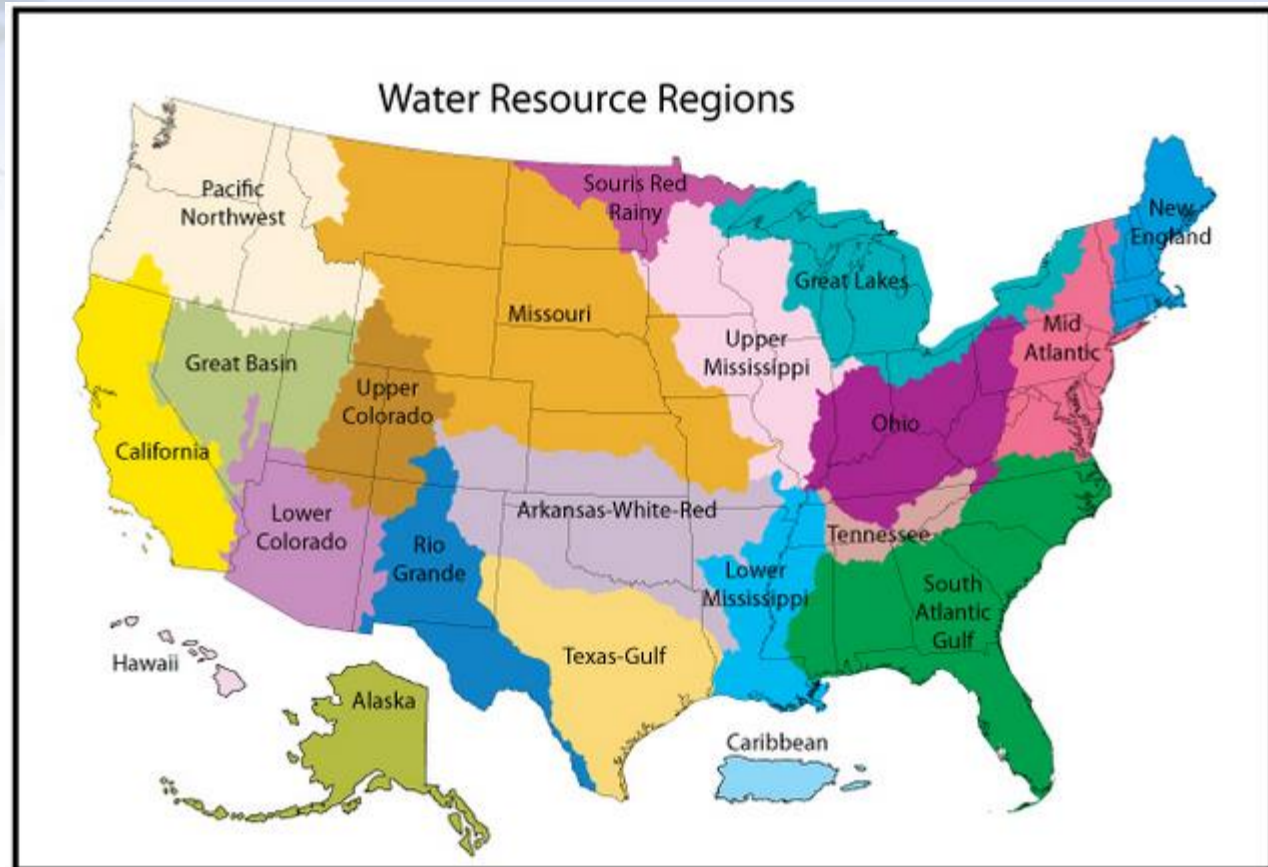 Water Resource Regions
Pacific
Northwest
Souris Red
Rainy
New
England
Great Lakes
Missouri
Mid
Atlantic
Upper
Mississippi
Great Basin
Upper
Colorado
Ohio
California
Lower
Colorado
Arkansas-White-Red
Tennessee
Rio
Grande
Lower
Mississippi
South
Atlantic
Gulf
Texas-Gulf
Hawaii
Alaska
Caribbean